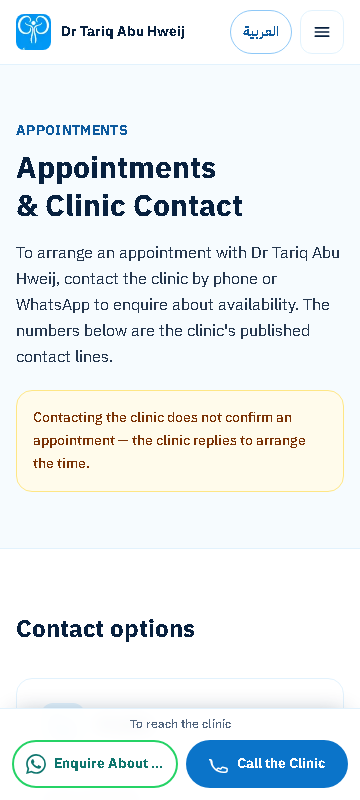 Dr Tariq Abu Hweij
العربية
APPOINTMENTS
Appointments
& Clinic Contact
To arrange an appointment with Dr Tariq Abu
Hweij, contact the clinic by phone or
WhatsApp to enquire about availability. The
numbers below are the clinic's published
contact lines.
Contacting the clinic does not confirm an
appointment — the clinic replies to arrange
the time.
Contact options
To reach the clinic
Enquire About ...
Call the Clinic